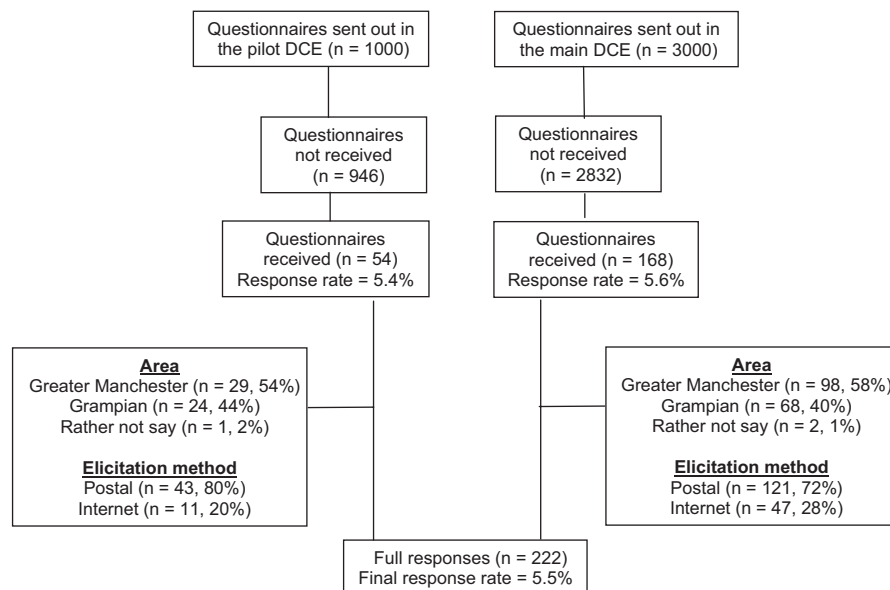 Questionnaires sent out in
the pilot DCE (n = 1000)
Questionnaires sent out in
the main DCE (n = 3000)
Questionnaires
not received
(n = 946)
Questionnaires
not received
(n = 2832)
Questionnaires
received (n = 54)
Response rate = 5.4%
Questionnaires
received (n = 168)
Response rate = 5.6%
Area
Greater Manchester (n = 29, 54%)
Grampian (n = 24, 44%)
Rather not say (n = 1, 2%)
Elicitation method
Postal (n = 43, 80%)
Internet (n = 11, 20%)
Area
Greater Manchester (n = 98, 58%)
Grampian (n = 68, 40%)
Rather not say (n = 2, 1%)
Elicitation method
Postal (n = 121, 72%)
Internet (n = 47, 28%)
Full responses (n = 222)
Final response rate = 5.5%